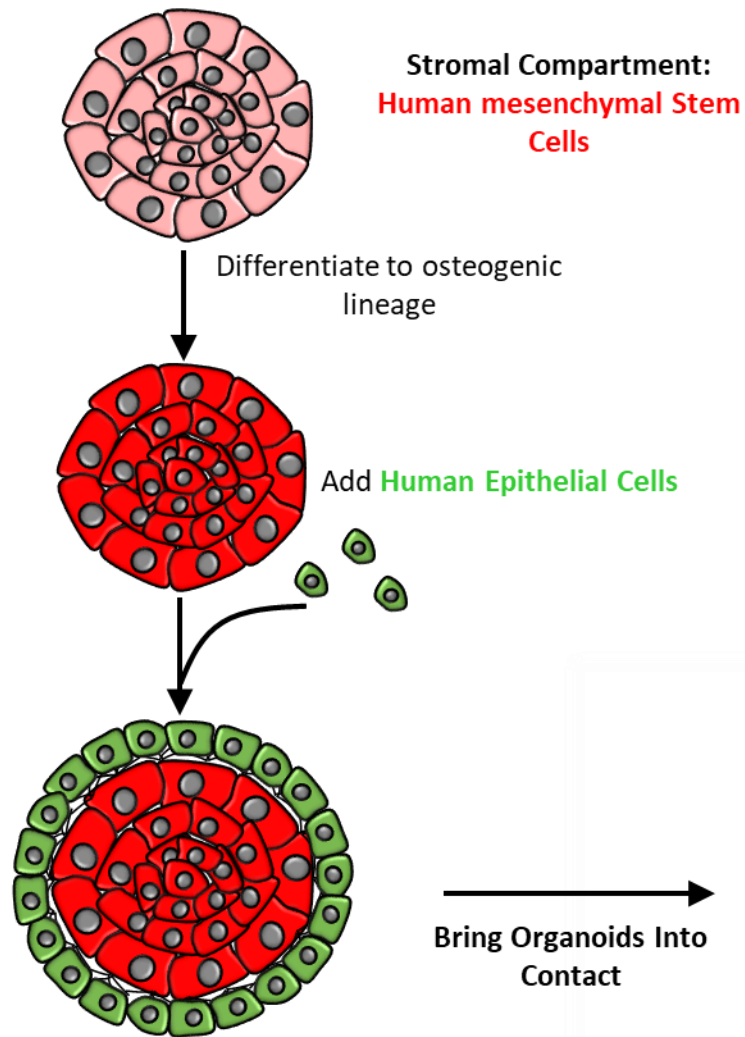 Stromal Compartment:
Human mesenchymal Stem
Cells
Differentiate to osteogenic
lineage
Add Human Epithelial Cells
Bring Organoids Into
Contact